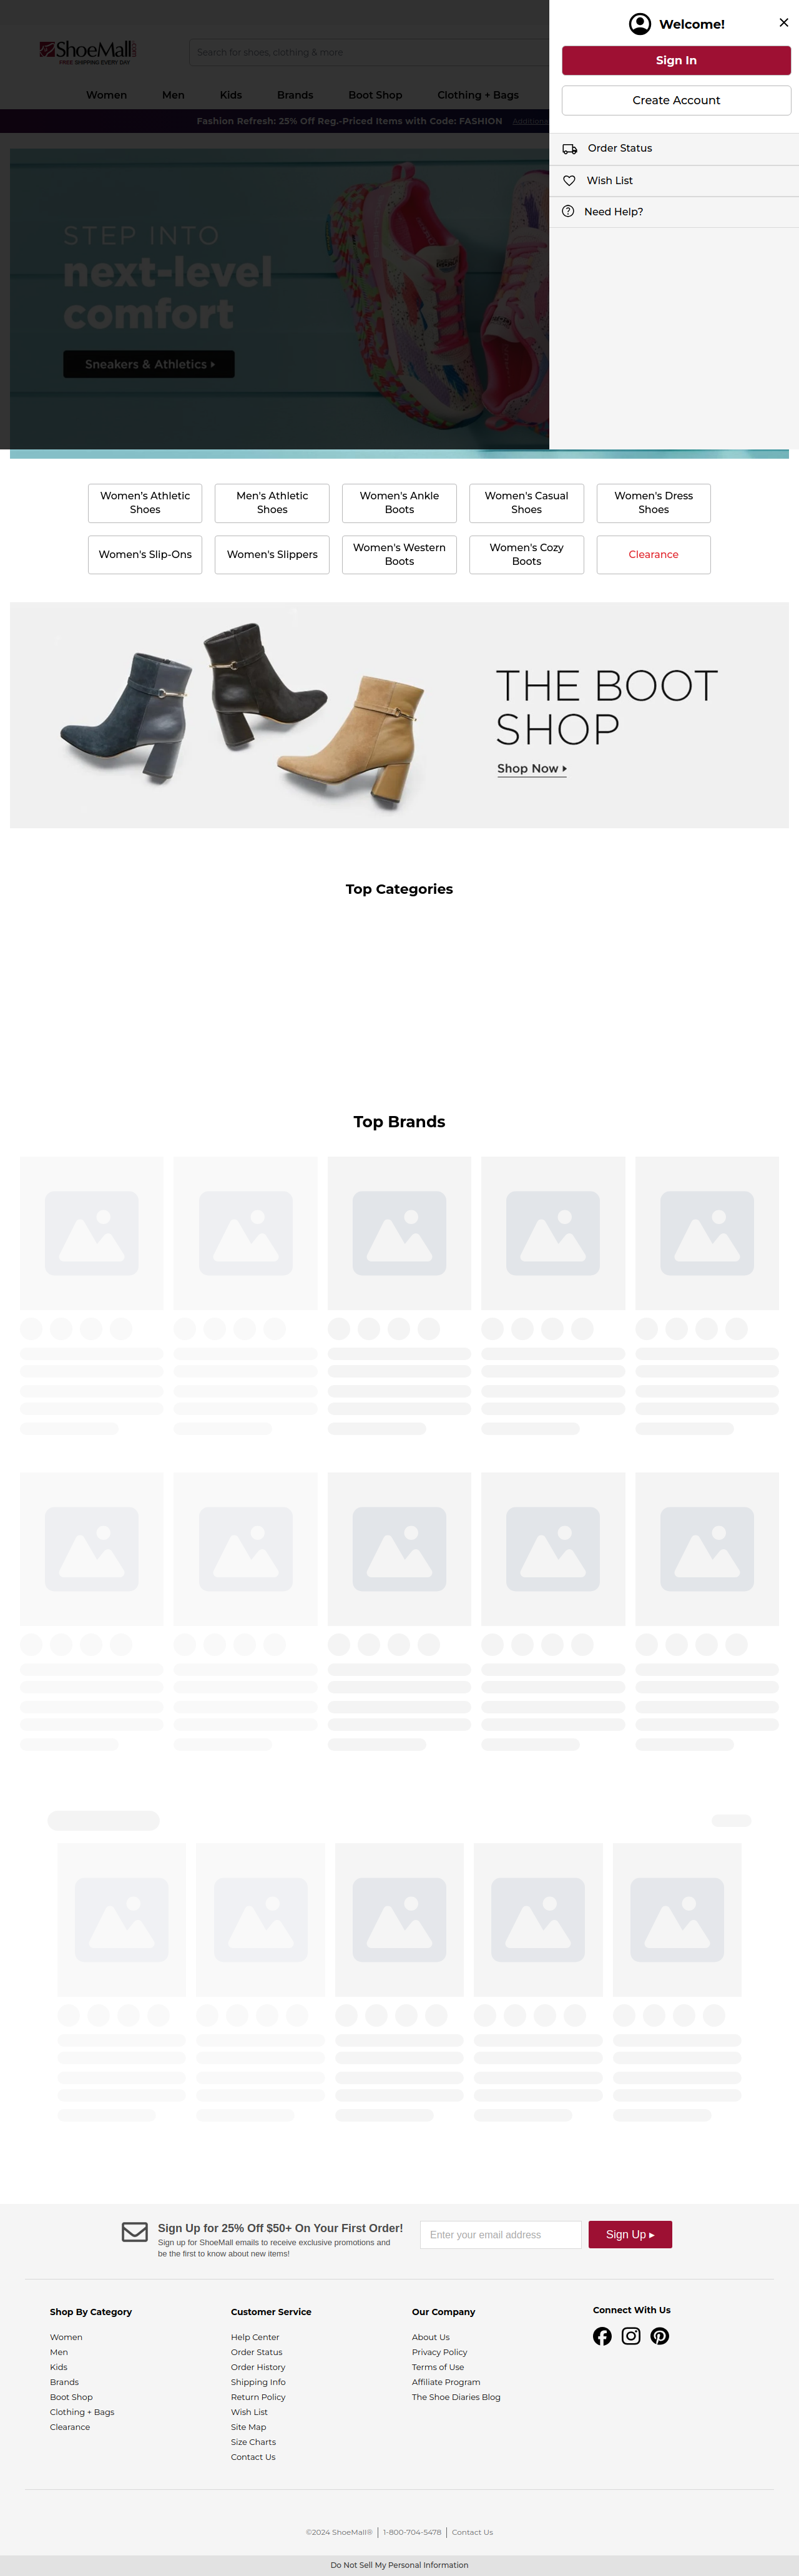 ShoeMall
FREE SHIPPING EVERY DAY
Search for shoes, clothing & more
Women
Men
Kids
Brands
Boot Shop
Clothing + Bags
Fashion Refresh: 25% Off Reg.-Priced Items with Code: FASHION
Welcome!
Sign In
Create Account
Order Status
Wish List
Need Help?
STEP INTO
next-level
comfort
Sneakers & Athletics
Women's Athletic
Shoes
Men's Athletic
Shoes
Women's Ankle
Boots
Women's Casual
Shoes
Women's Dress
Shoes
Women's Slip-Ons
Women's Slippers
Women's Western
Boots
Women's Cozy
Boots
Clearance
THE BOOT
SHOP
Shop Now
Top Categories
Top Brands
Sign Up for 25% Off $50+ On Your First Order!
Sign up for ShoeMall emails to receive exclusive promotions and
be the first to know about new items!
Enter your email address
Sign Up ▸
Shop By Category
Women
Men
Kids
Brands
Boot Shop
Clothing + Bags
Clearance
Customer Service
Help Center
Order Status
Order History
Shipping Info
Return Policy
Wish List
Site Map
Size Charts
Contact Us
Our Company
About Us
Privacy Policy
Terms of Use
Affiliate Program
The Shoe Diaries Blog
Connect With Us
©2024 ShoeMall® | 1-800-704-5478 | Contact Us
Do Not Sell My Personal Information